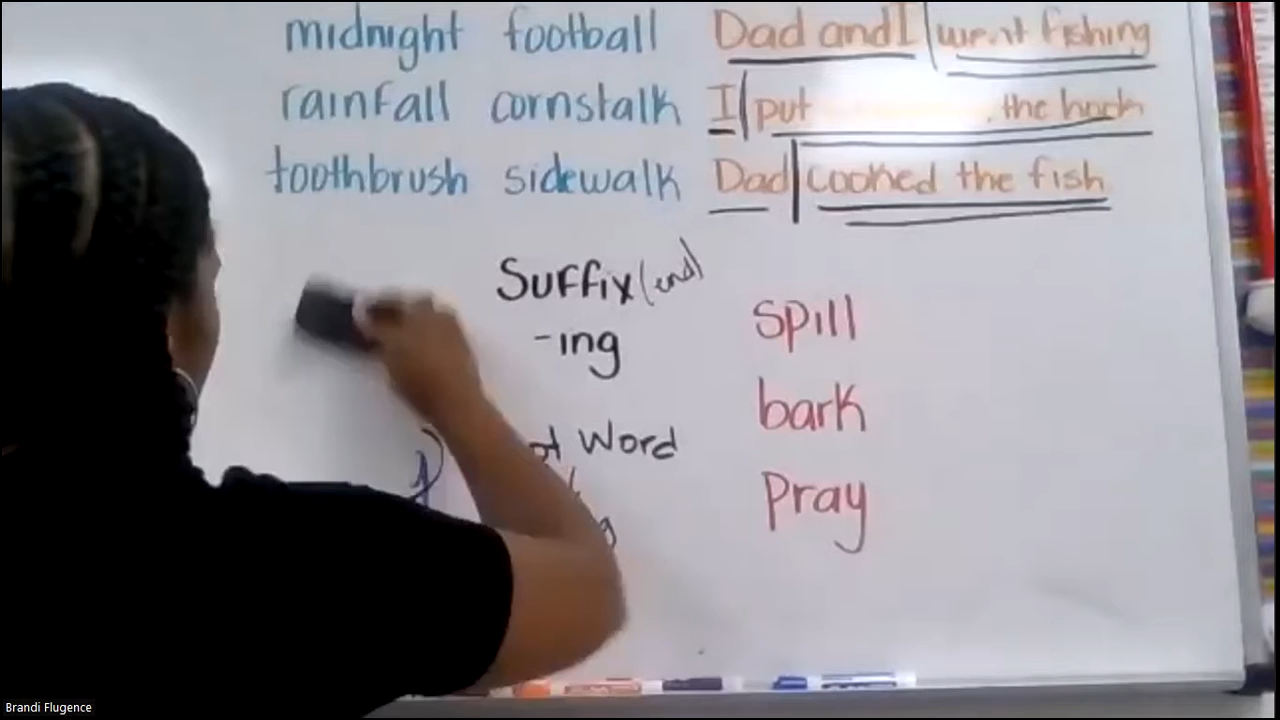 midnight football Dad and I went fishing
rainfall cornstalk I put the hook
toothbrush sidewalk Dad cooked the fish
Suffix (end)
-ing
spill
bark
Word
pray
Brandi Flugence